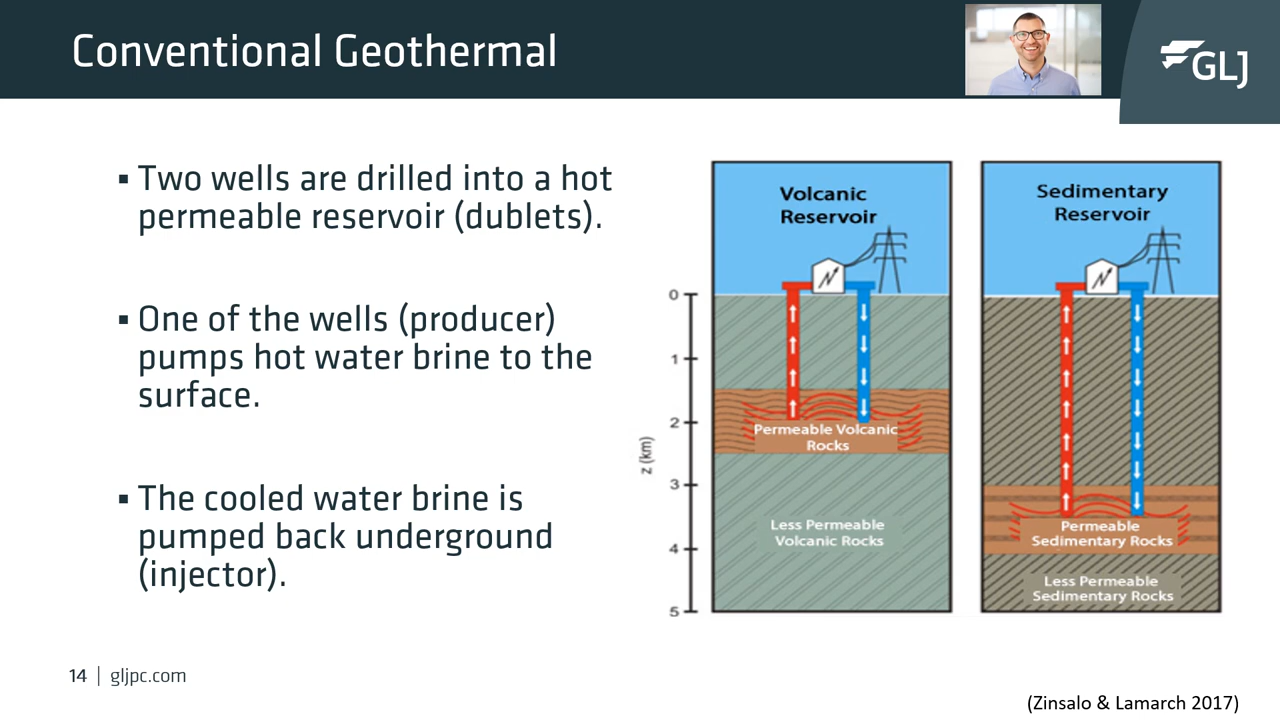 Conventional Geothermal
GLJ
▪ Two wells are drilled into a hot
permeable reservoir (dublets).
▪ One of the wells (producer)
pumps hot water brine to the
surface.
▪ The cooled water brine is
pumped back underground
(injector).
Volcanic
Reservoir
0
1
2
3
4
5
z (km)
Permeable Volcanic
Rocks
Less Permeable
Volcanic Rocks
Sedimentary
Reservoir
Permeable
Sedimentary Rocks
Less Permeable
Sedimentary Rocks
14 | gljpc.com
(Zinsalo & Lamarch 2017)